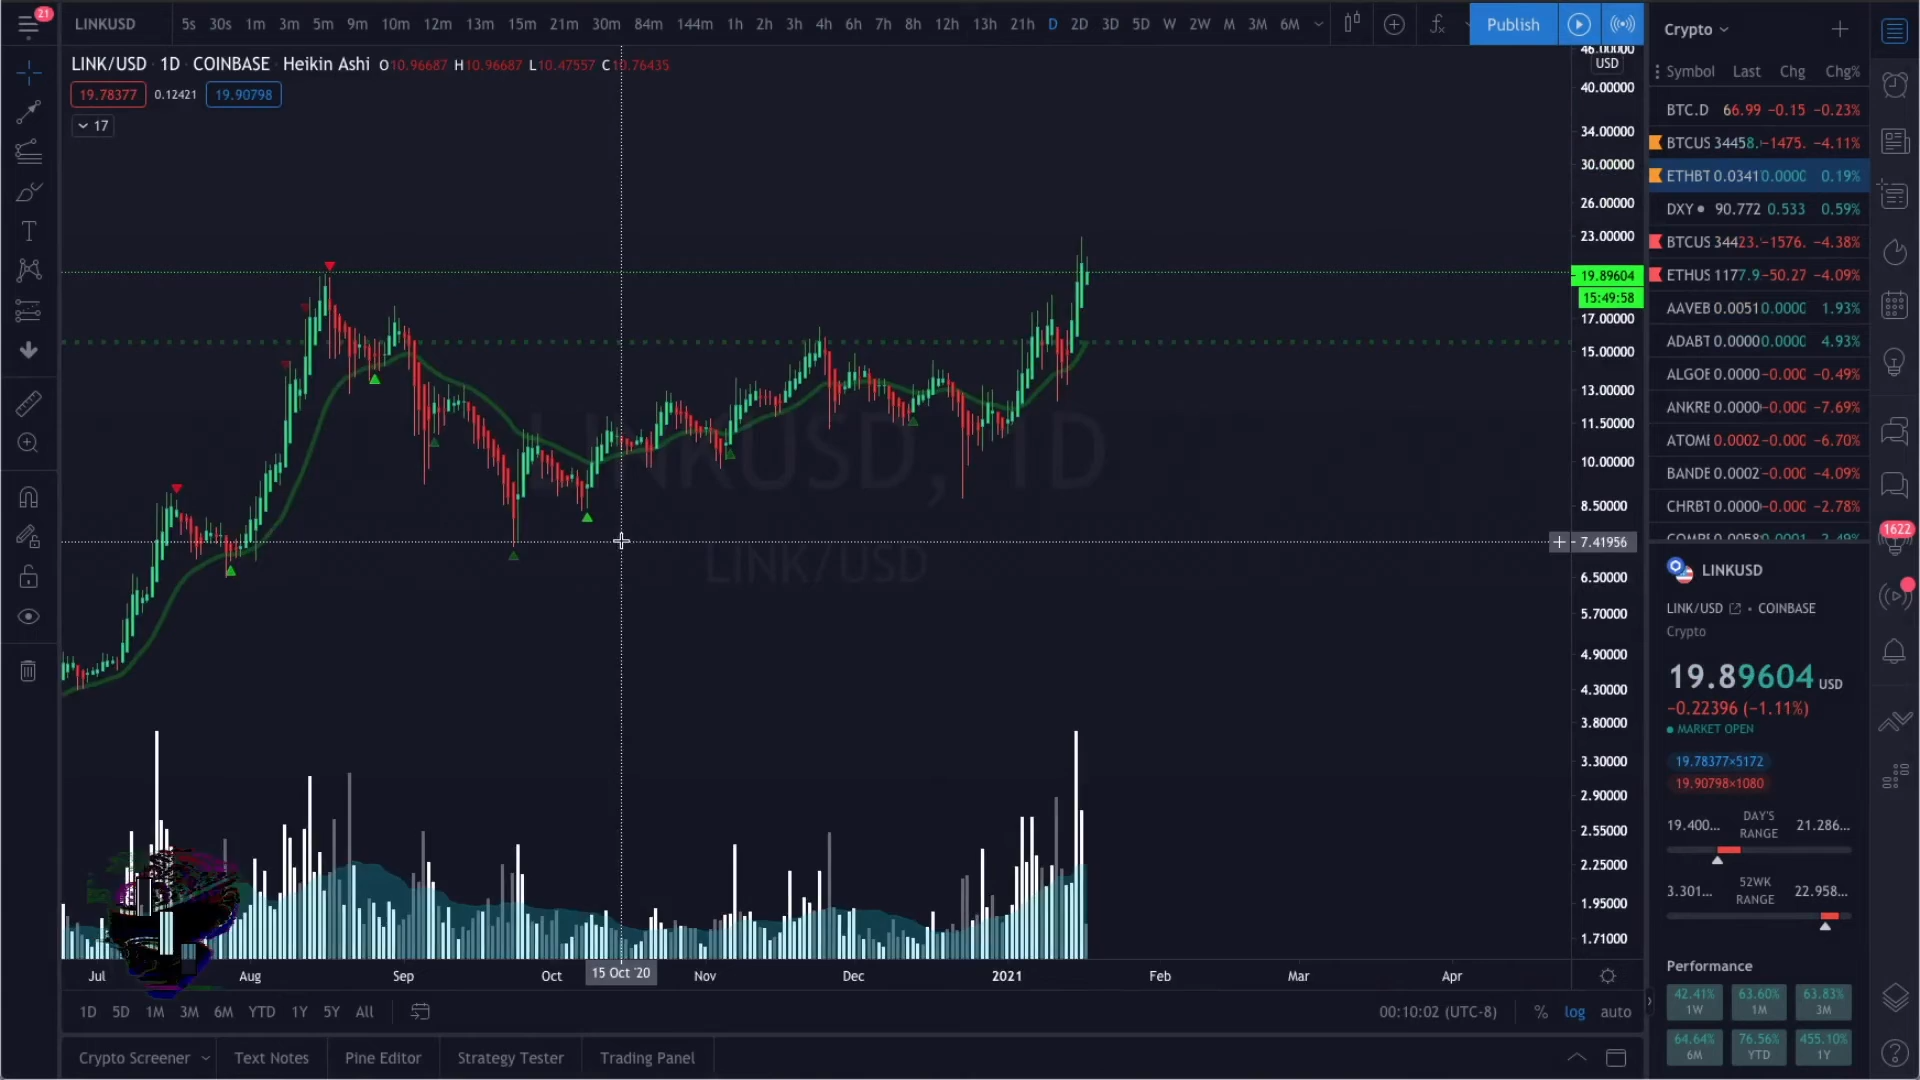 21
LINKUSD 5s 30s 1m 3m 5m 9m 10m 12m 13m 15m 21m 30m 84m 144m 1h 2h 3h 4h 6h 7h 8h 12h 13h 21h D 2D 3D 5D W 2W M 3M 6M Publish
LINK/USD 1D COINBASE Heikin Ashi O10.96687 H10.96687 L10.47557 C10.76435
19.78377 0.12421 19.90798
17
LINKUSD, 1D
LINK/USD
46.00000
USD
40.00000
34.00000
30.00000
26.00000
23.00000
19.89604
15:49:58
17.00000
15.00000
13.00000
11.50000
10.00000
8.50000
7.41956
6.50000
5.70000
4.90000
4.30000
3.80000
3.30000
2.90000
2.55000
2.25000
1.95000
1.71000
Jul Aug Sep Oct 15 Oct '20 Nov Dec 2021 Feb Mar Apr
1D 5D 1M 3M 6M YTD 1Y 5Y All 00:10:02 (UTC-8) % log auto
Crypto Screener Text Notes Pine Editor Strategy Tester Trading Panel
Crypto
Symbol Last Chg Chg%
BTC.D 66.99 −0.15 −0.23%
BTCUS 34458. −1475. −4.11%
ETHBT 0.0341 0.0000 0.19%
DXY 90.772 0.533 0.59%
BTCUS 34423. −1576. −4.38%
ETHUS 1177.9 −50.27 −4.09%
AAVEB 0.0051 0.0000 1.93%
ADABT 0.0000 0.0000 4.93%
ALGOE 0.0000 −0.000 −0.49%
ANKRE 0.0000 −0.000 −7.69%
ATOMI 0.0002 −0.000 −6.70%
BANDE 0.0002 −0.000 −4.09%
CHRBT 0.0000 −0.000 −2.78%
1622
LINKUSD
LINK/USD • COINBASE
Crypto
19.89604 USD
−0.22396 (−1.11%)
MARKET OPEN
19.78377×5172
19.90798×1080
19.400... DAY'S RANGE 21.286...
3.301... 52WK RANGE 22.958...
Performance
42.41% 63.60% 63.83%
1W 1M 3M
64.64% 76.56% 455.10%
6M YTD 1Y